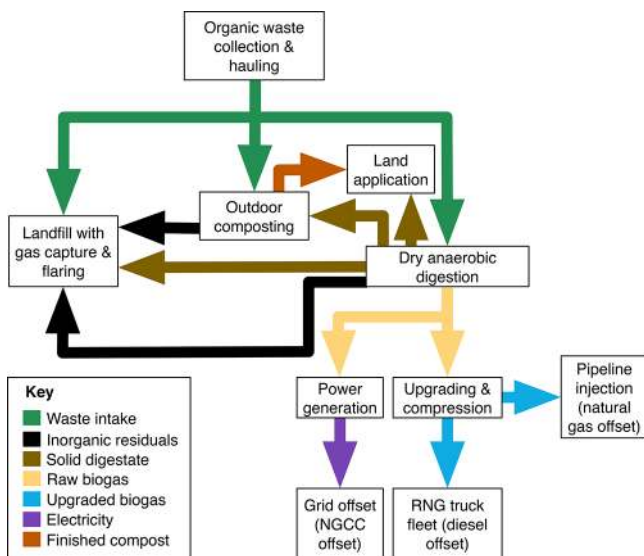 Organic waste
collection &
hauling
Land
application
Outdoor
composting
Landfill with
gas capture &
flaring
Dry anaerobic
digestion
Power
generation
Upgrading &
compression
Pipeline
injection
(natural
gas offset)
Grid offset
(NGCC
offset)
RNG truck
fleet (diesel
offset)
Key
Waste intake
Inorganic residuals
Solid digestate
Raw biogas
Upgraded biogas
Electricity
Finished compost